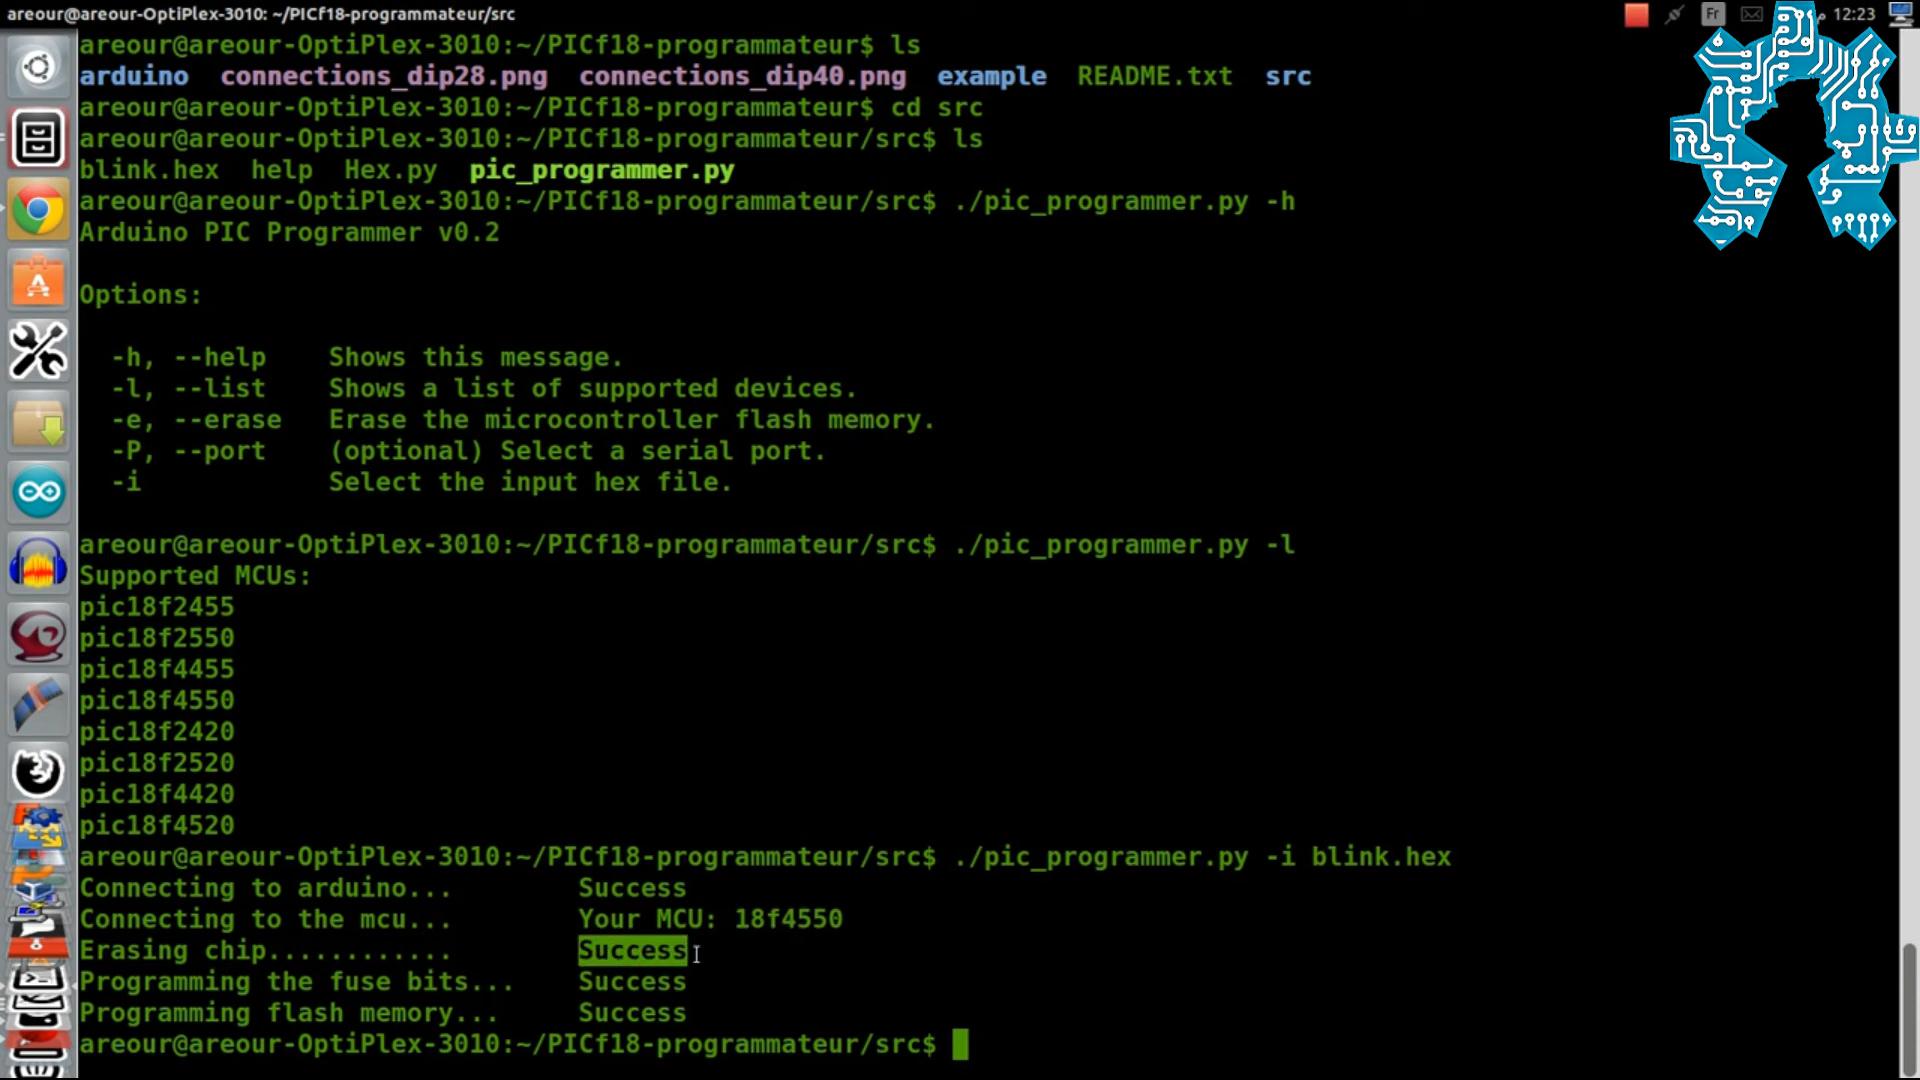 areour@areour-OptiPlex-3010: ~/PICf18-programmateur/src
Fr
12:23
areour@areour-OptiPlex-3010:~/PICf18-programmateur$ ls
arduino  connections_dip28.png  connections_dip40.png  example  README.txt  src
areour@areour-OptiPlex-3010:~/PICf18-programmateur$ cd src
areour@areour-OptiPlex-3010:~/PICf18-programmateur/src$ ls
blink.hex  help  Hex.py  pic_programmer.py
areour@areour-OptiPlex-3010:~/PICf18-programmateur/src$ ./pic_programmer.py -h
Arduino PIC Programmer v0.2
Options:
-h, --help    Shows this message.
-l, --list    Shows a list of supported devices.
-e, --erase   Erase the microcontroller flash memory.
-P, --port    (optional) Select a serial port.
-i            Select the input hex file.
areour@areour-OptiPlex-3010:~/PICf18-programmateur/src$ ./pic_programmer.py -l
Supported MCUs:
pic18f2455
pic18f2550
pic18f4455
pic18f4550
pic18f2420
pic18f2520
pic18f4420
pic18f4520
areour@areour-OptiPlex-3010:~/PICf18-programmateur/src$ ./pic_programmer.py -i blink.hex
Connecting to arduino...        Success
Connecting to the mcu...        Your MCU: 18f4550
Erasing chip............        Success
Programming the fuse bits...    Success
Programming flash memory...     Success
areour@areour-OptiPlex-3010:~/PICf18-programmateur/src$